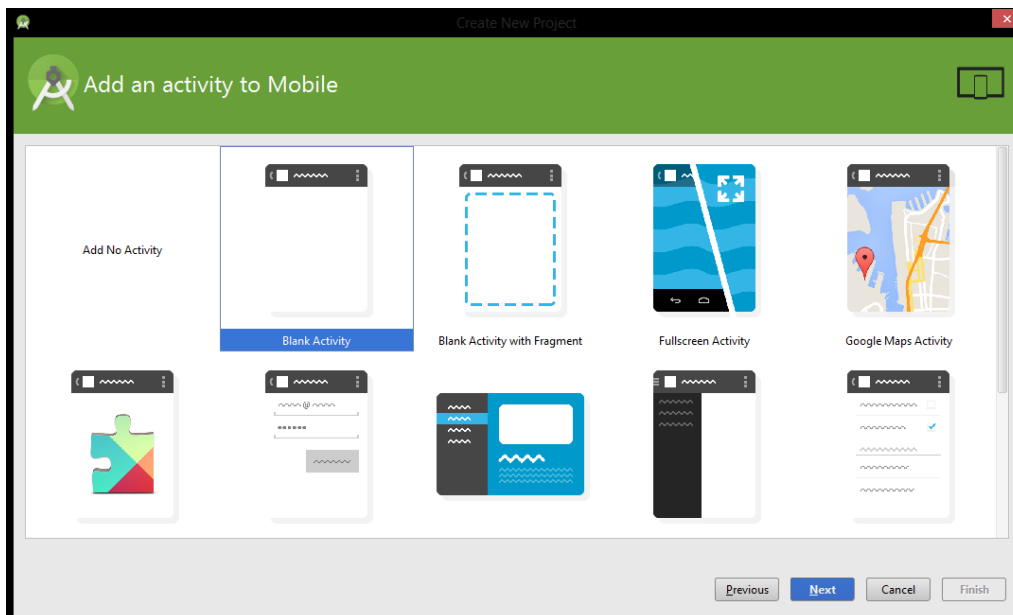 Create New Project
Add an activity to Mobile
Add No Activity
Blank Activity
Blank Activity with Fragment
Fullscreen Activity
Google Maps Activity
Previous
Next
Cancel
Finish